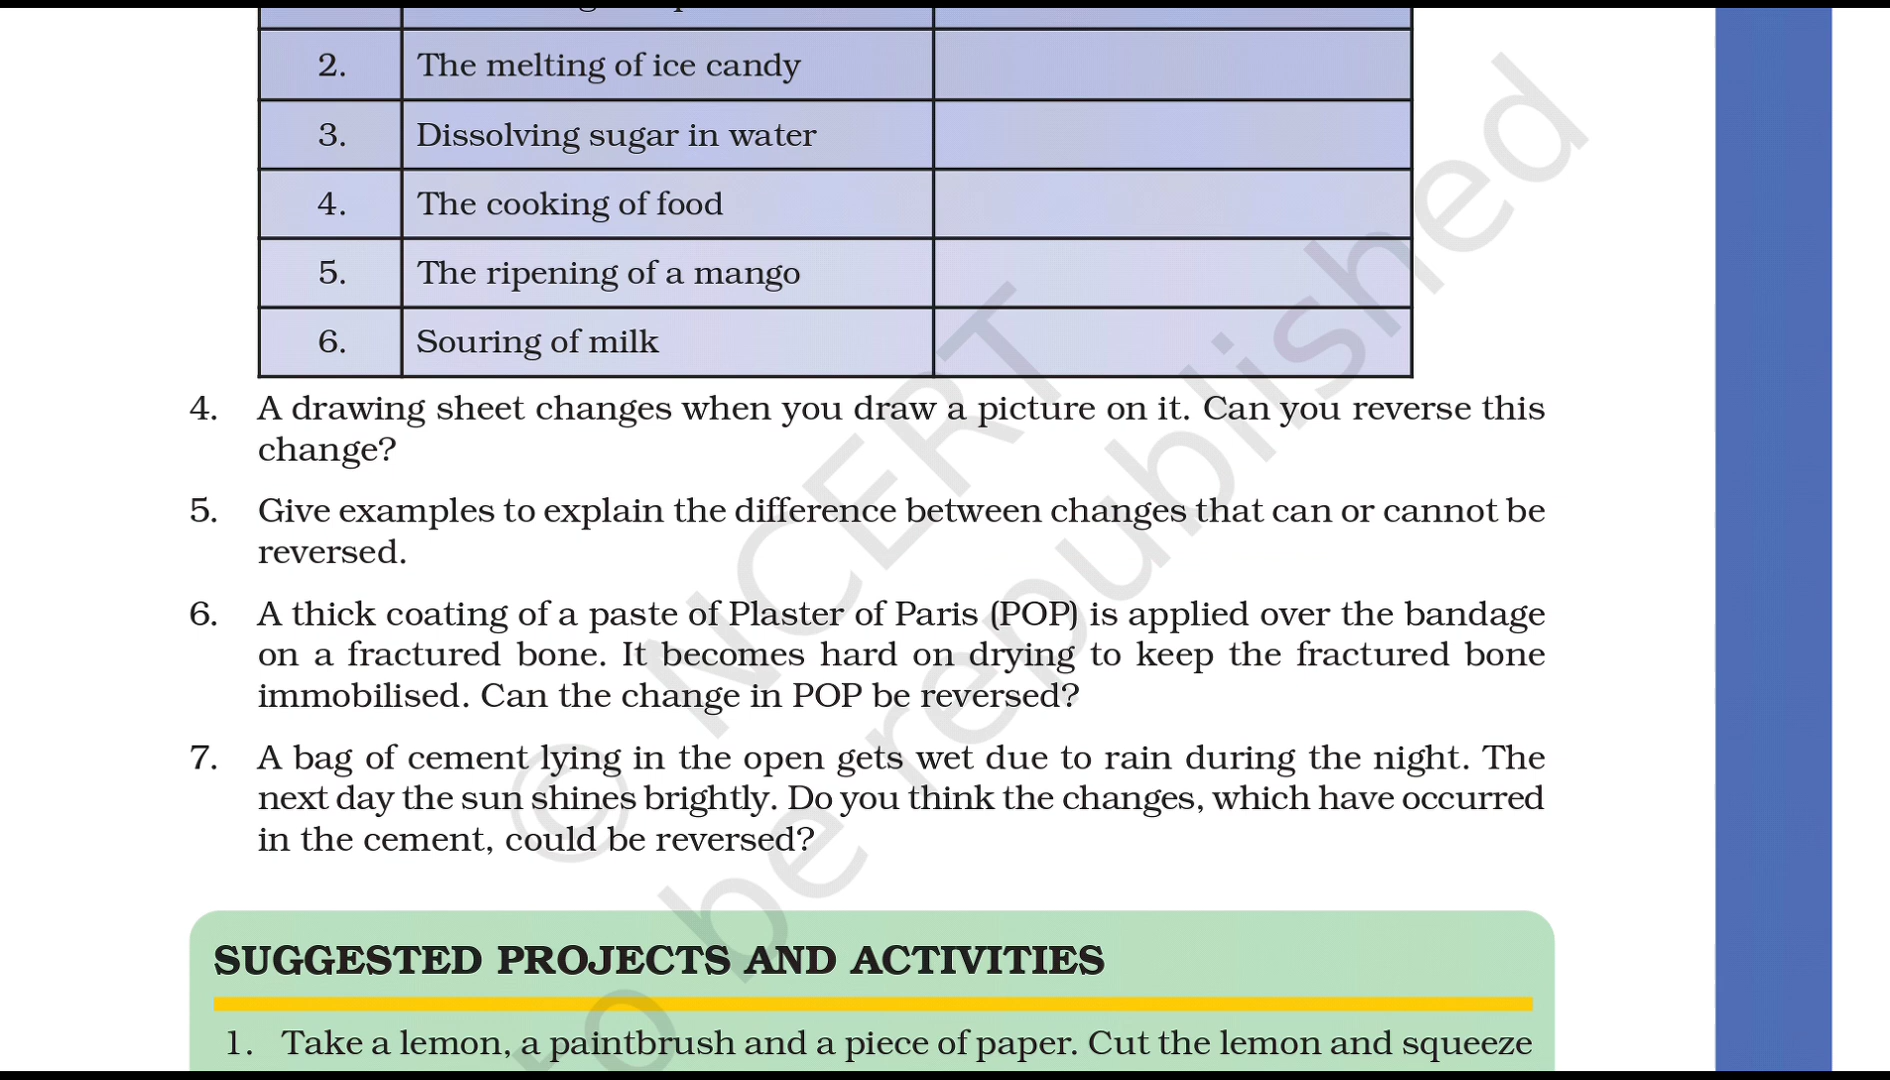 2. The melting of ice candy
3. Dissolving sugar in water
4. The cooking of food
5. The ripening of a mango
6. Souring of milk
4. A drawing sheet changes when you draw a picture on it. Can you reverse this
change?
5. Give examples to explain the difference between changes that can or cannot be
reversed.
6. A thick coating of a paste of Plaster of Paris (POP) is applied over the bandage
on a fractured bone. It becomes hard on drying to keep the fractured bone
immobilised. Can the change in POP be reversed?
7. A bag of cement lying in the open gets wet due to rain during the night. The
next day the sun shines brightly. Do you think the changes, which have occurred
in the cement, could be reversed?
SUGGESTED PROJECTS AND ACTIVITIES
1. Take a lemon, a paintbrush and a piece of paper. Cut the lemon and squeeze
© NCERT
be republished